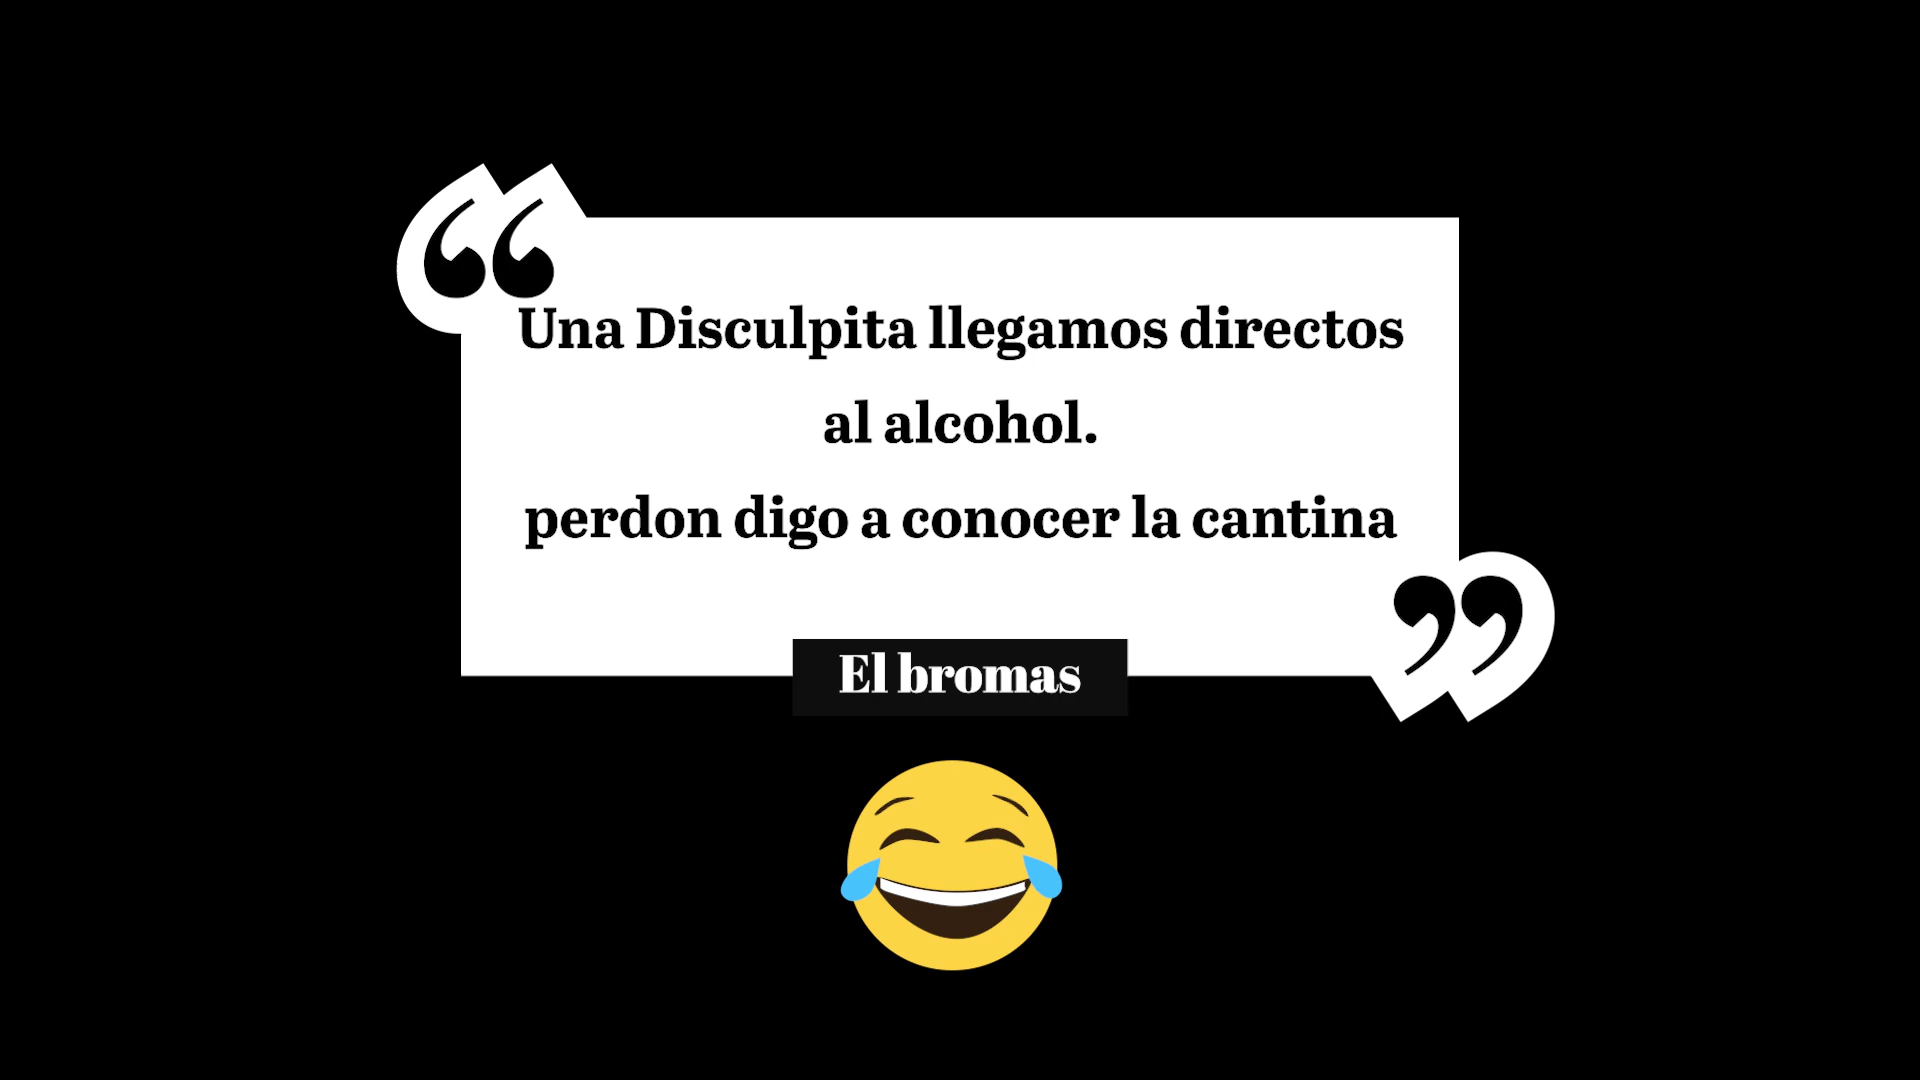 “
Una Disculpita llegamos directos
al alcohol.
perdon digo a conocer la cantina
”
El bromas